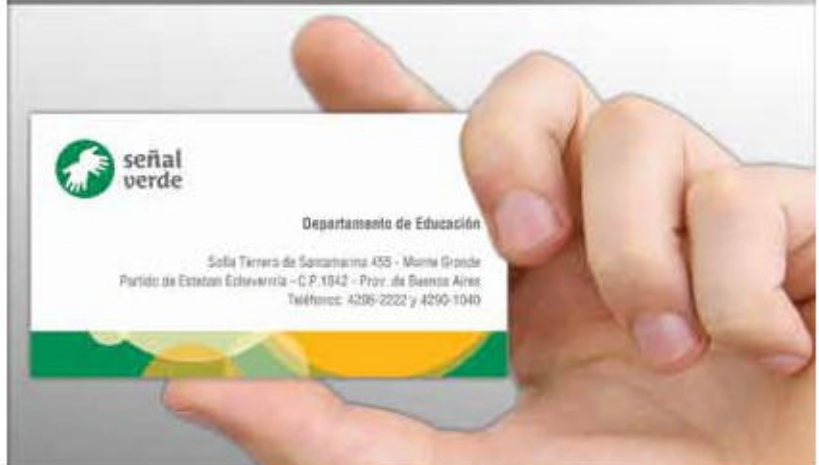 señal
verde
Departamento de Educación
Sofía Terrero de Santamarina 455 - Monte Grande
Partido de Esteban Echeverría - C.P.1842 - Prov. de Buenos Aires
Teléfonos: 4296-2222 y 4290-1040